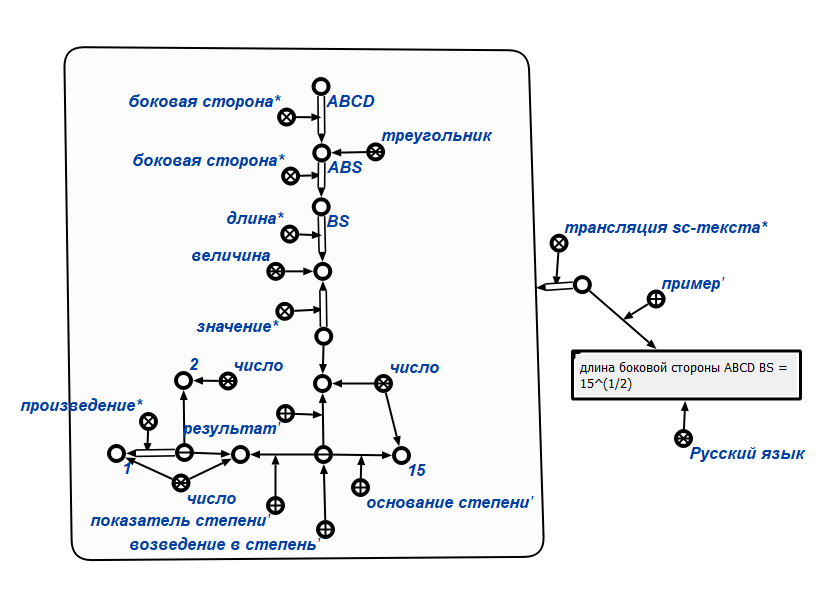 боковая сторона*
ABCD
треугольник
боковая сторона*
ABS
длина*
BS
трансляция sc-текста*
величина
пример'
значение*
2
число
число
длина боковой стороны ABCD BS =
15^(1/2)
произведение*
результат'
1
15
Русский язык
число
основание степени'
показатель степени'
возведение в степень'